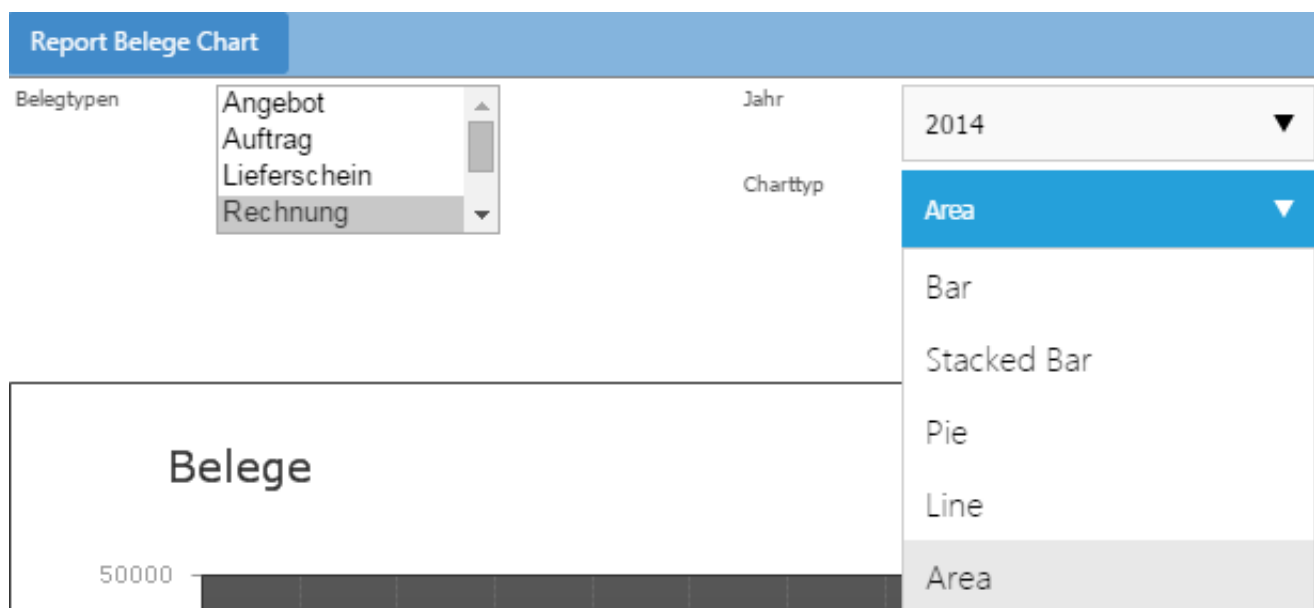 Report Belege Chart
Belegtypen
Angebot
Auftrag
Lieferschein
Rechnung
Jahr
2014
Charttyp
Area
Bar
Stacked Bar
Pie
Line
Area
Belege
50000